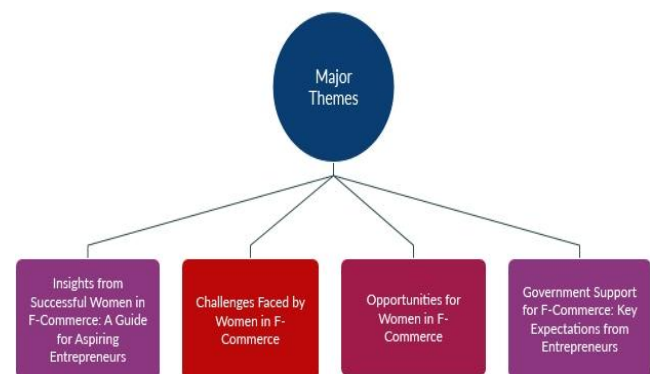 Major
Themes
Insights from
Successful Women in
F-Commerce: A Guide
for Aspiring
Entrepreneurs
Challenges Faced by
Women in F-
Commerce
Opportunities for
Women in F-
Commerce
Government Support
for F-Commerce: Key
Expectations from
Entrepreneurs